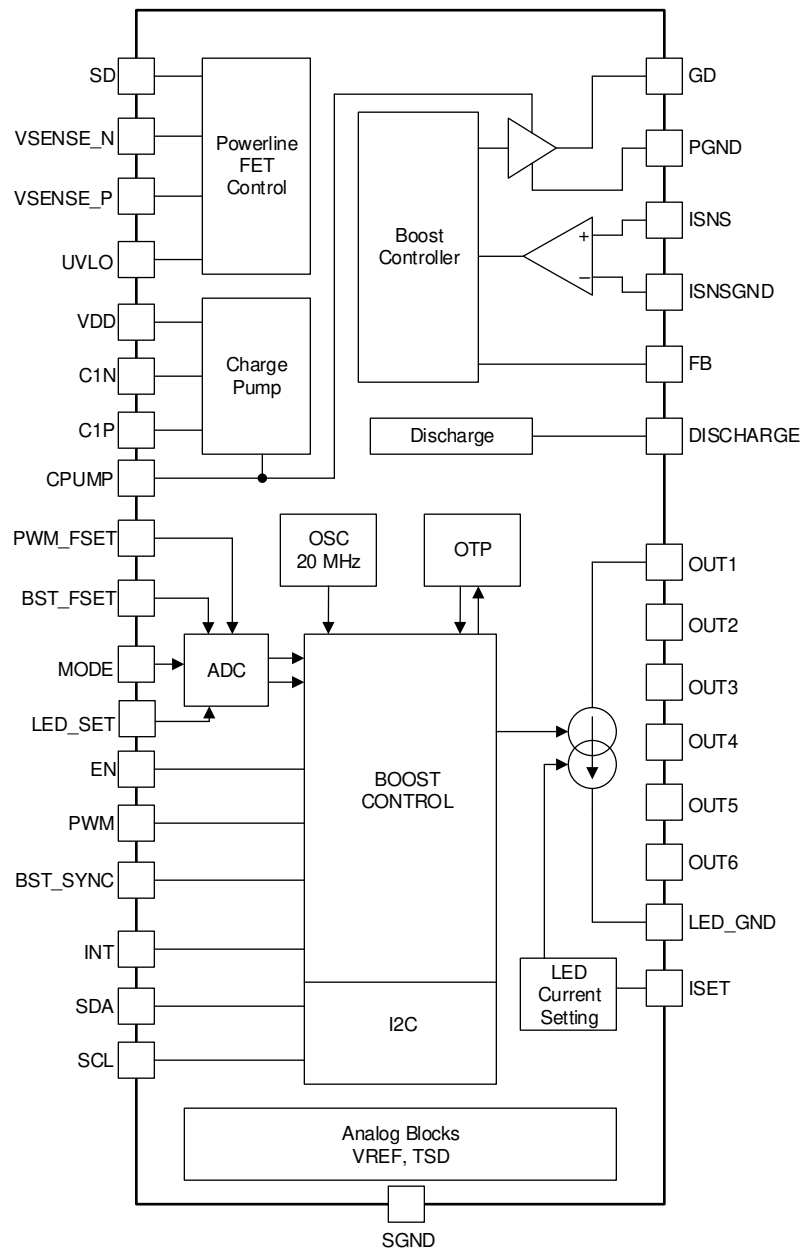 SD
VSENSE_N
VSENSE_P
UVLO
VDD
C1N
C1P
CPUMP
PWM_FSET
BST_FSET
MODE
LED_SET
EN
PWM
BST_SYNC
INT
SDA
SCL
Powerline
FET
Control
Charge
Pump
Boost
Controller
+
−
Discharge
OSC
20 MHz
OTP
ADC
BOOST
CONTROL
I2C
LED
Current
Setting
Analog Blocks
VREF, TSD
GD
PGND
ISNS
ISNSGND
FB
DISCHARGE
OUT1
OUT2
OUT3
OUT4
OUT5
OUT6
LED_GND
ISET
SGND